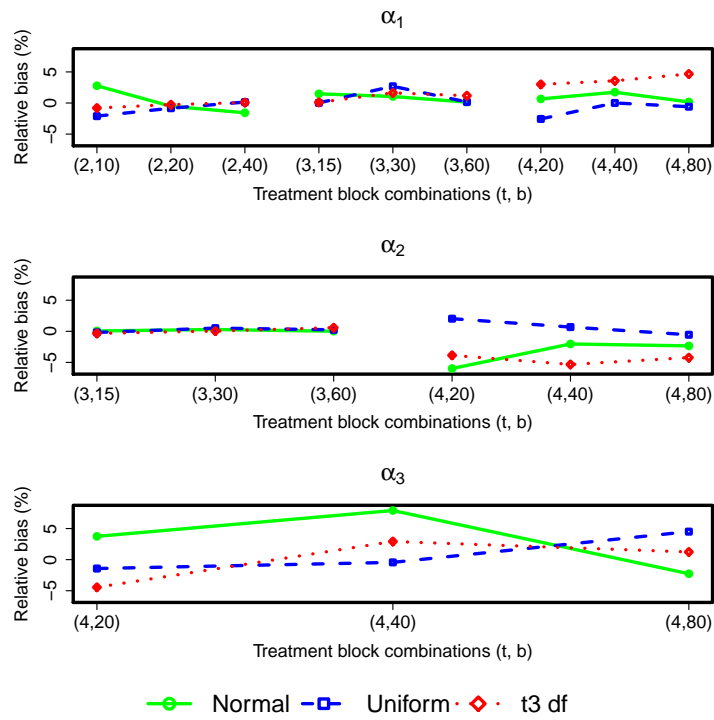 α1
Relative bias (%)
5
0
−5
(2,10) (2,20) (2,40) (3,15) (3,30) (3,60) (4,20) (4,40) (4,80)
Treatment block combinations (t, b)
α2
Relative bias (%)
5
0
−5
(3,15) (3,30) (3,60) (4,20) (4,40) (4,80)
Treatment block combinations (t, b)
α3
Relative bias (%)
5
0
−5
(4,20) (4,40) (4,80)
Treatment block combinations (t, b)
Normal Uniform t3 df